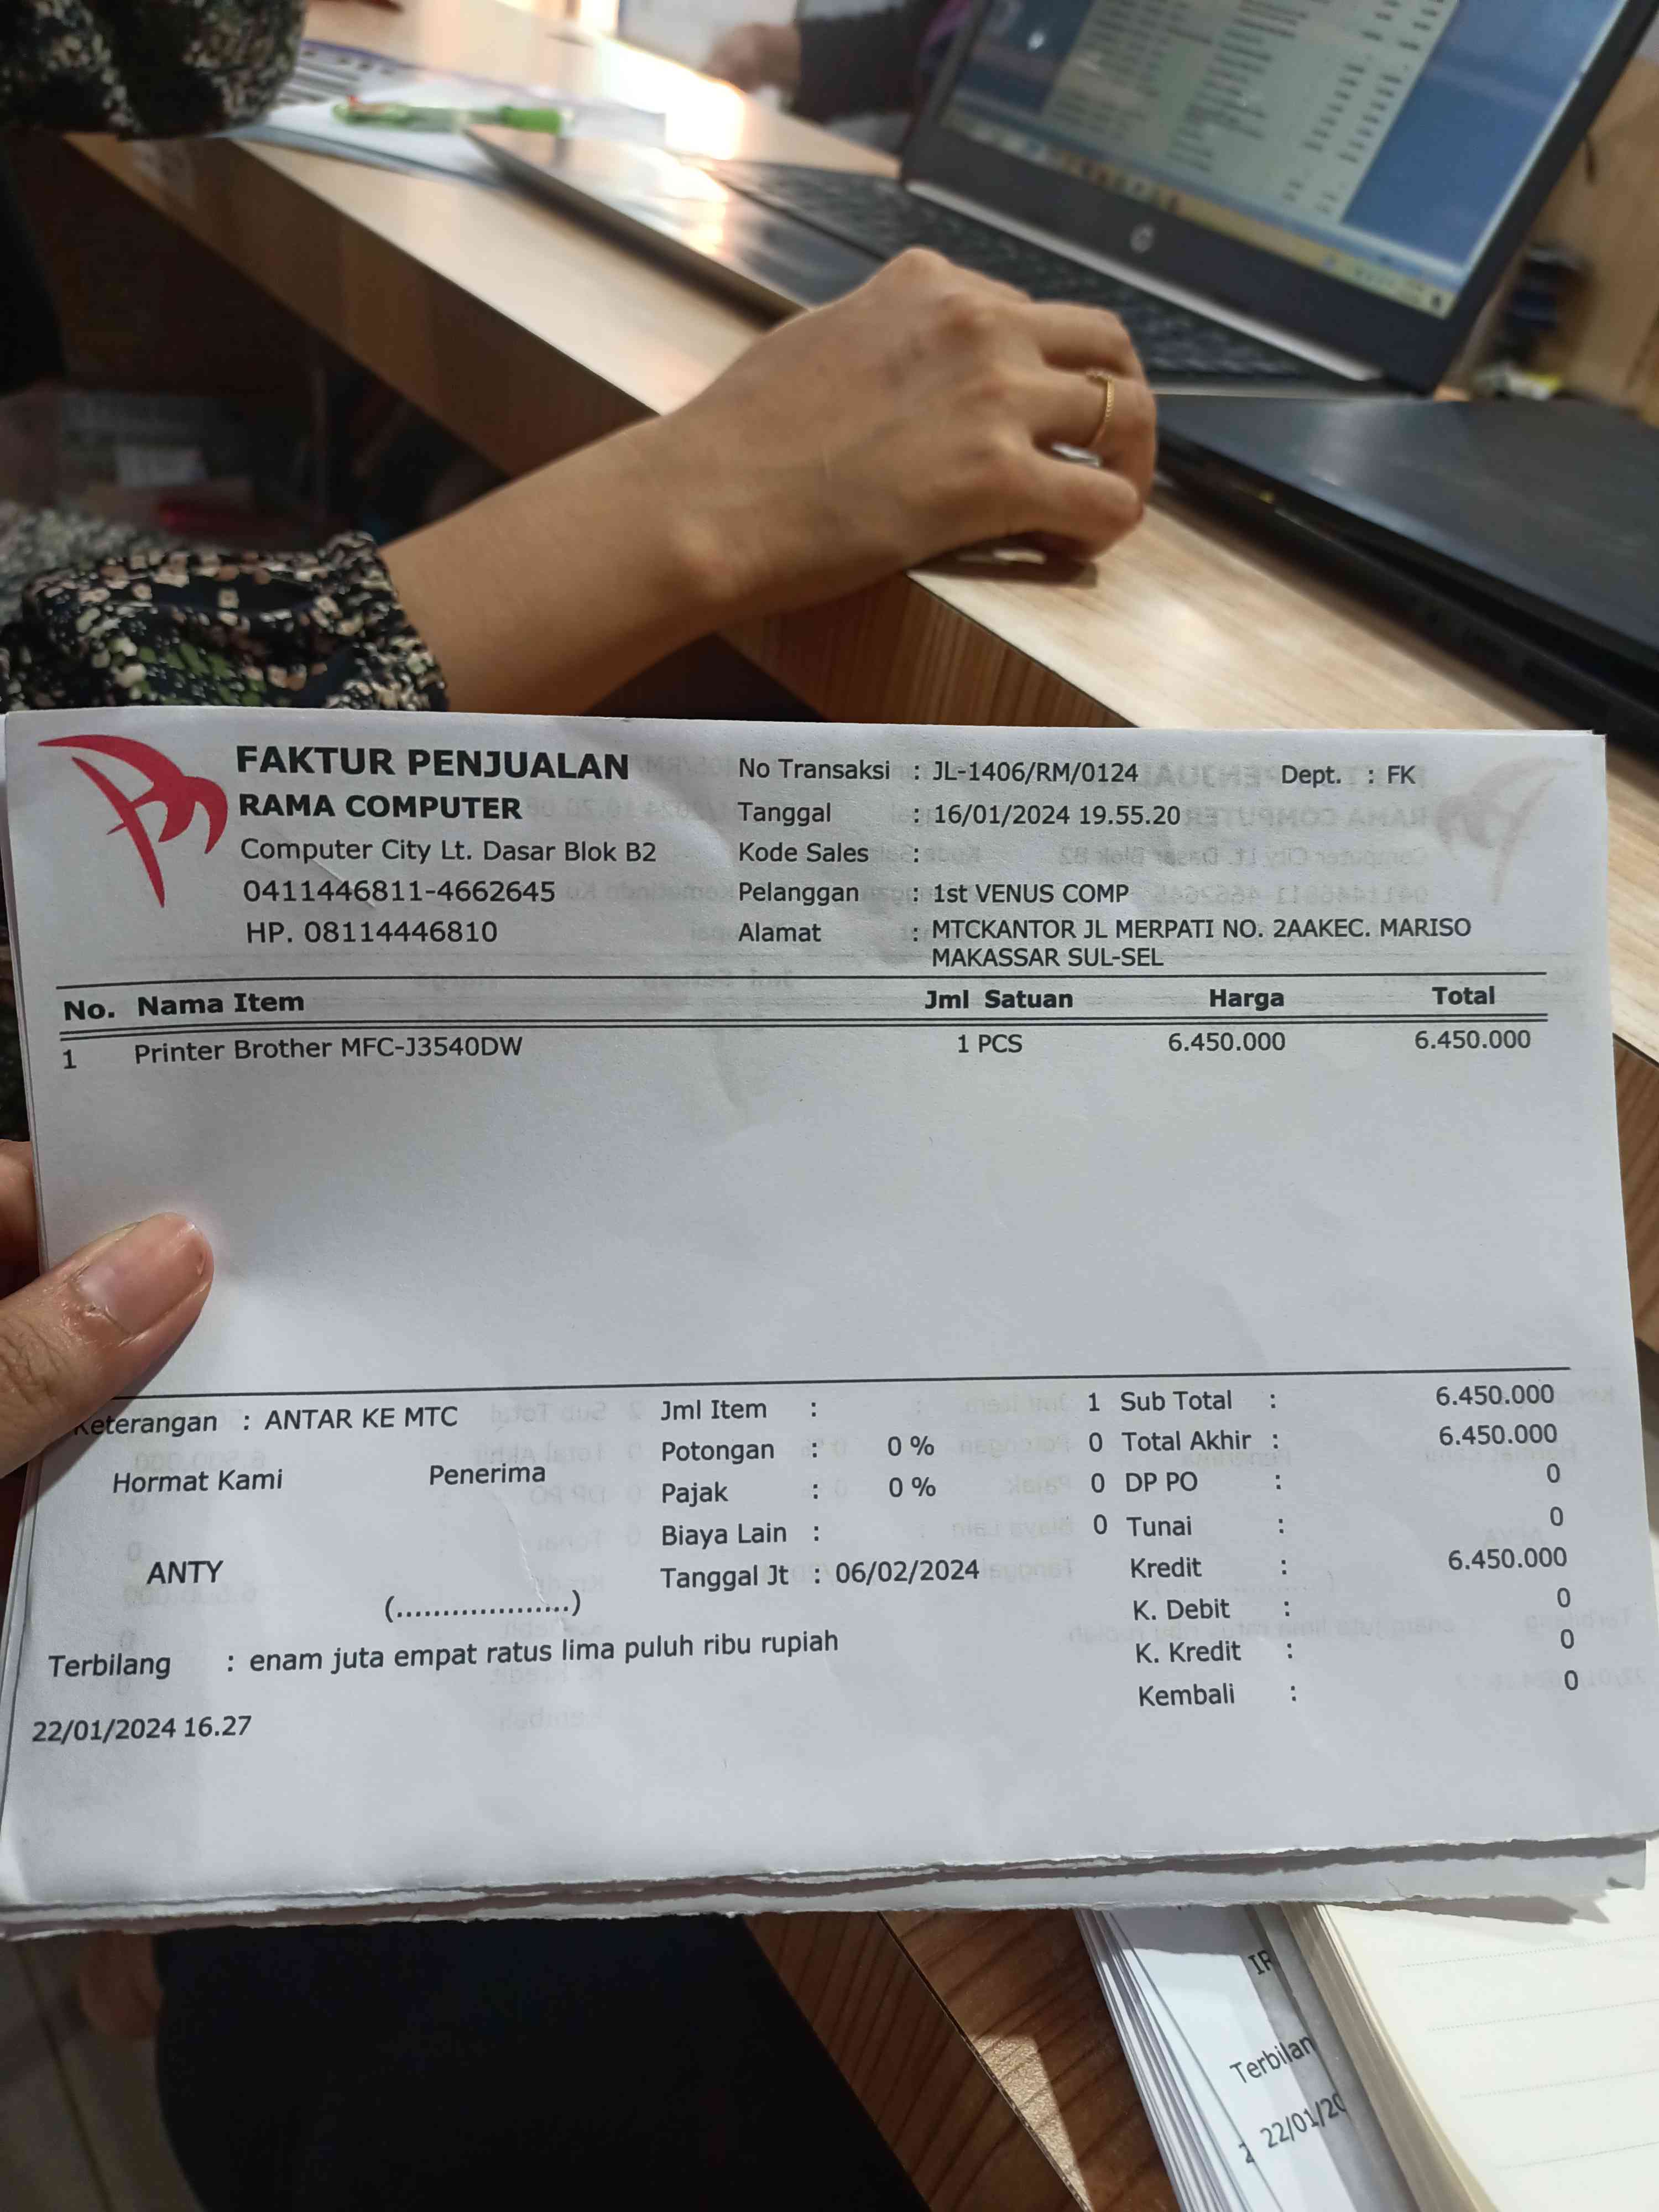 FAKTUR PENJUALAN
RAMA COMPUTER
Computer City Lt. Dasar Blok B2
0411446811-4662645
HP. 08114446810
No Transaksi : JL-1406/RM/0124 Dept. : FK
Tanggal : 16/01/2024 19.55.20
Kode Sales :
Pelanggan : 1st VENUS COMP
Alamat : MTCKANTOR JL MERPATI NO. 2AAKEC. MARISO
MAKASSAR SUL-SEL
No. Nama Item Jml Satuan Harga Total
1 Printer Brother MFC-J3540DW 1 PCS 6.450.000 6.450.000
Keterangan : ANTAR KE MTC
Hormat Kami Penerima
ANTY
(...................)
Jml Item : 1
Potongan : 0 % 0
Pajak : 0 % 0
Biaya Lain : 0
Tanggal Jt : 06/02/2024
Sub Total : 6.450.000
Total Akhir : 6.450.000
DP PO : 0
Tunai : 0
Kredit : 6.450.000
K. Debit : 0
K. Kredit : 0
Kembali : 0
Terbilang : enam juta empat ratus lima puluh ribu rupiah
22/01/2024 16.27
IR
Terbilan
22/01/20